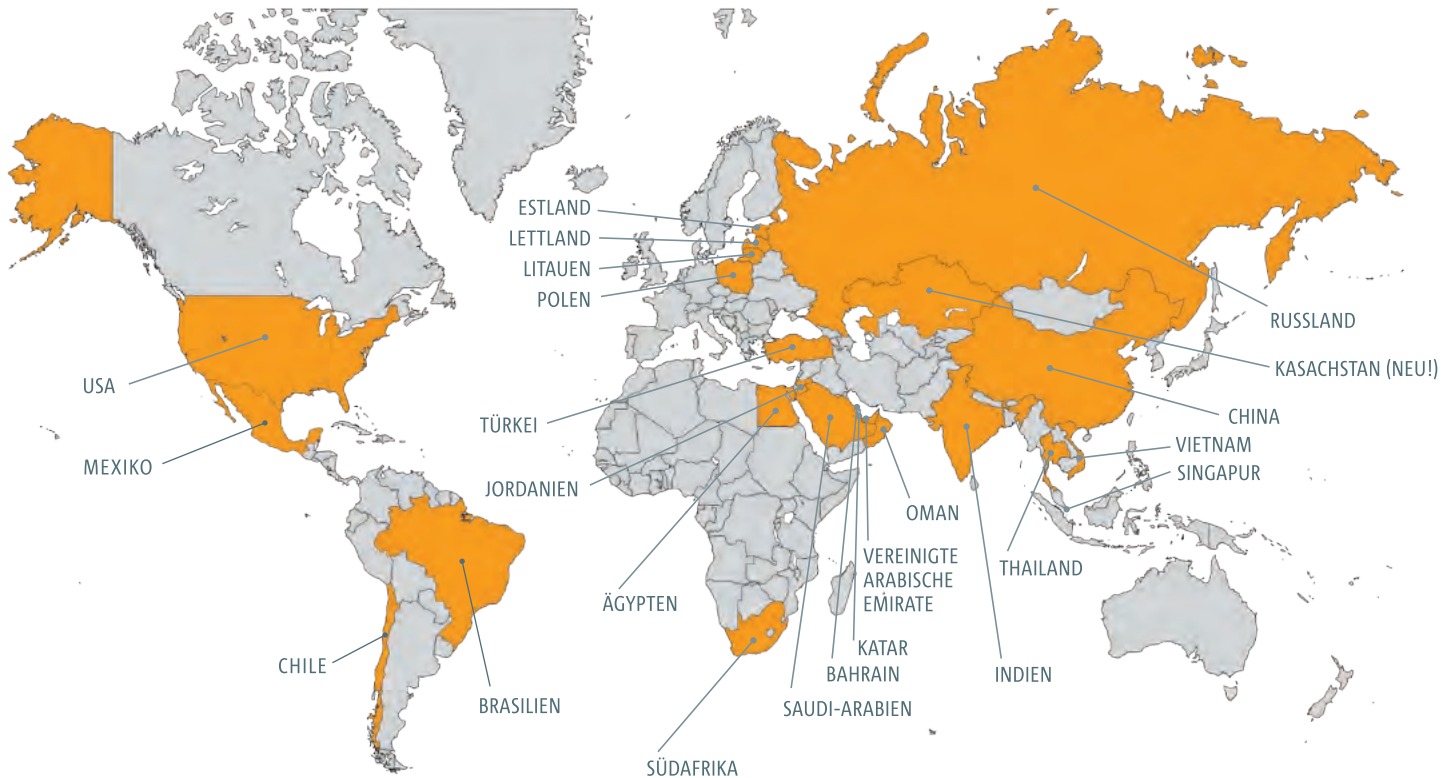 ESTLAND
LETTLAND
LITAUEN
POLEN
RUSSLAND
KASACHSTAN (NEU!)
USA
CHINA
TÜRKEI
VIETNAM
MEXIKO
SINGAPUR
JORDANIEN
OMAN
VEREINIGTE
ARABISCHE
EMIRATE
THAILAND
ÄGYPTEN
KATAR
CHILE
BAHRAIN
INDIEN
BRASILIEN
SAUDI-ARABIEN
SÜDAFRIKA